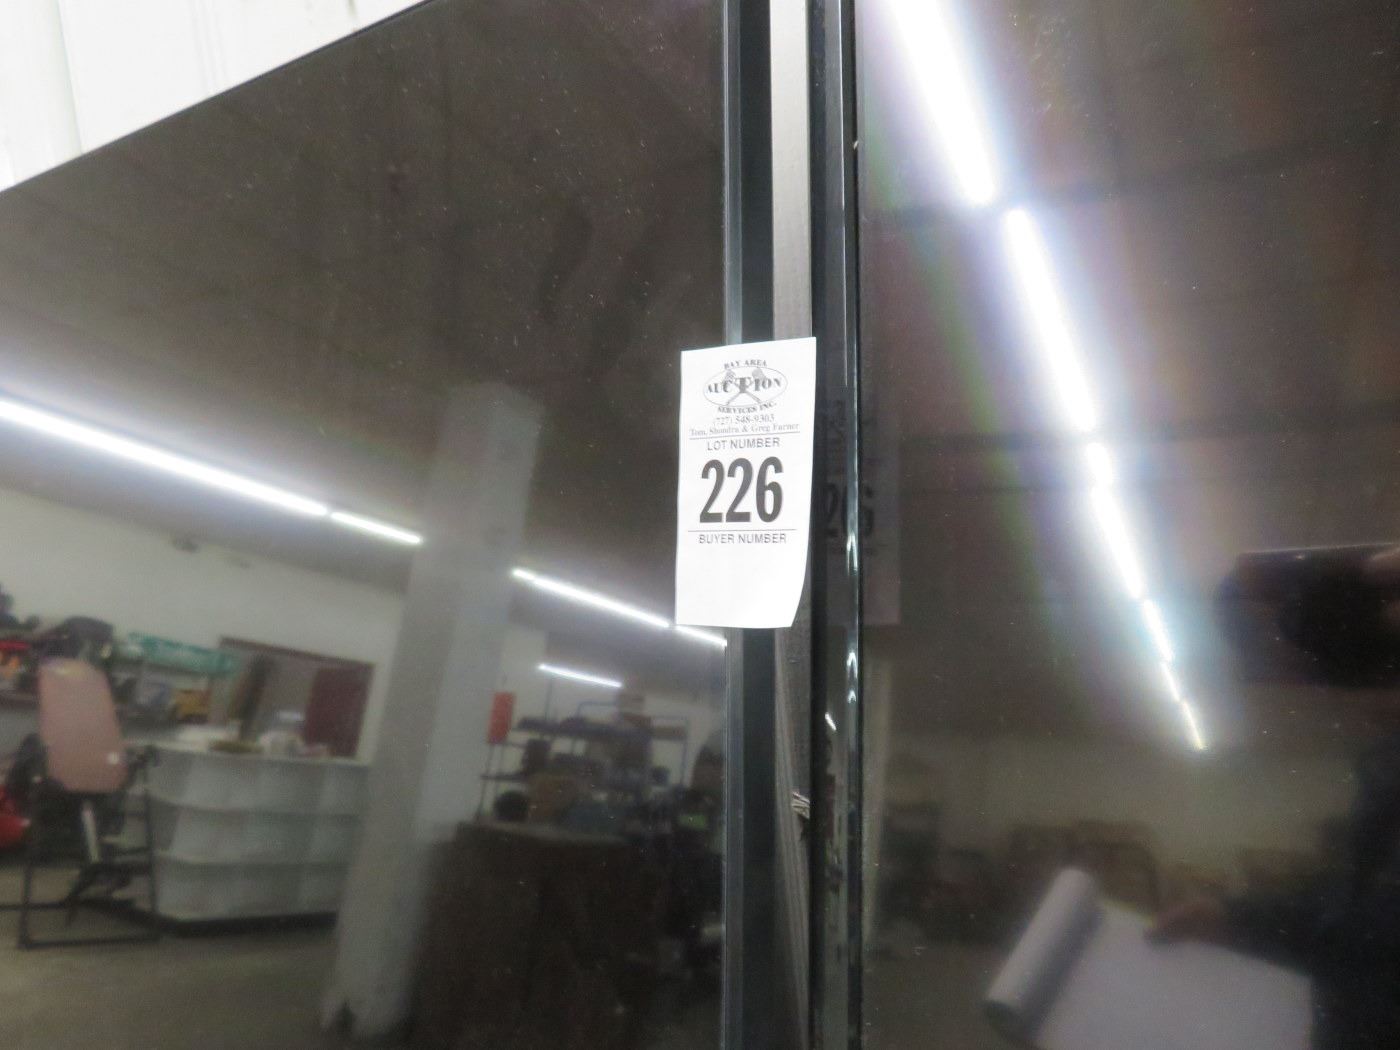 BAY AREA
AUCTION
SERVICES INC.
(727) 548-9303
Tom, Shondra & Greg Farner
LOT NUMBER
226
BUYER NUMBER